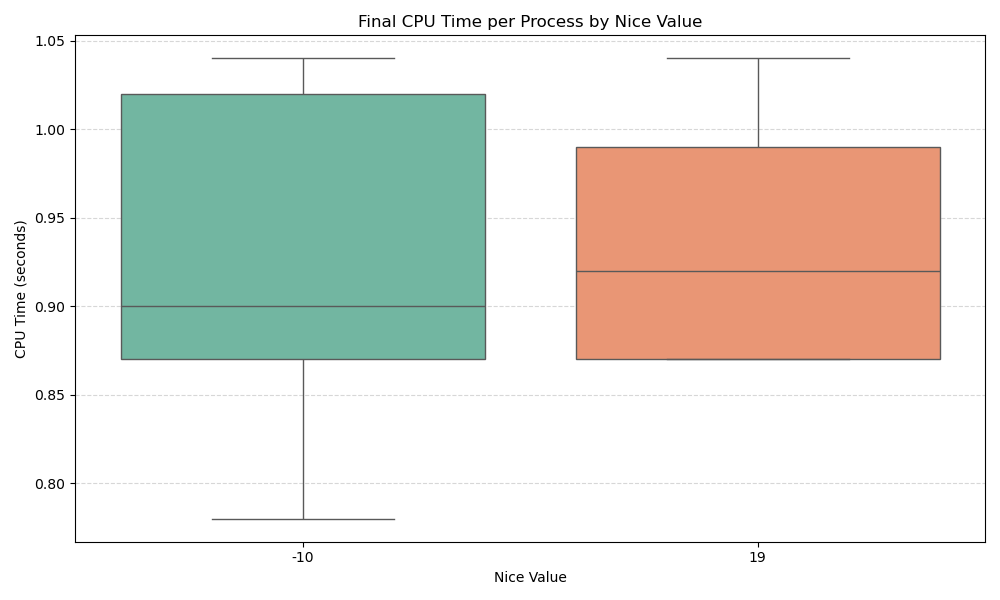 Final CPU Time per Process by Nice Value
1.05
1.00
0.95
0.90
0.85
0.80
CPU Time (seconds)
-10
19
Nice Value